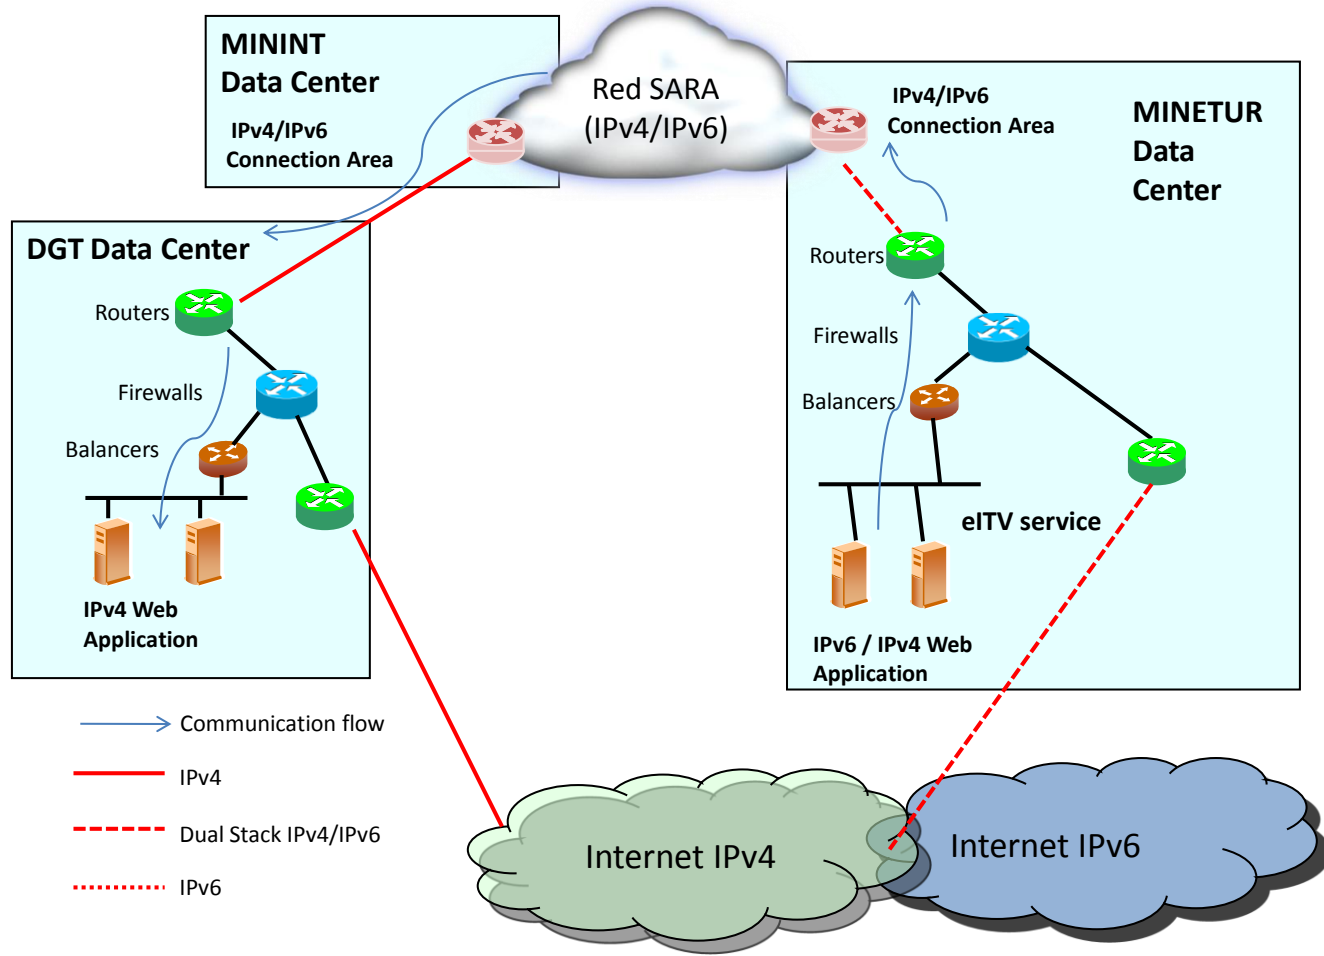 MININT
Data Center
IPv4/IPv6
Connection Area
Red SARA
(IPv4/IPv6)
IPv4/IPv6
Connection Area
MINETUR
Data
Center
DGT Data Center
Routers
Firewalls
Balancers
IPv4 Web
Application
Routers
Firewalls
Balancers
eITV service
IPv6 / IPv4 Web
Application
Communication flow
IPv4
Dual Stack IPv4/IPv6
IPv6
Internet IPv4
Internet IPv6